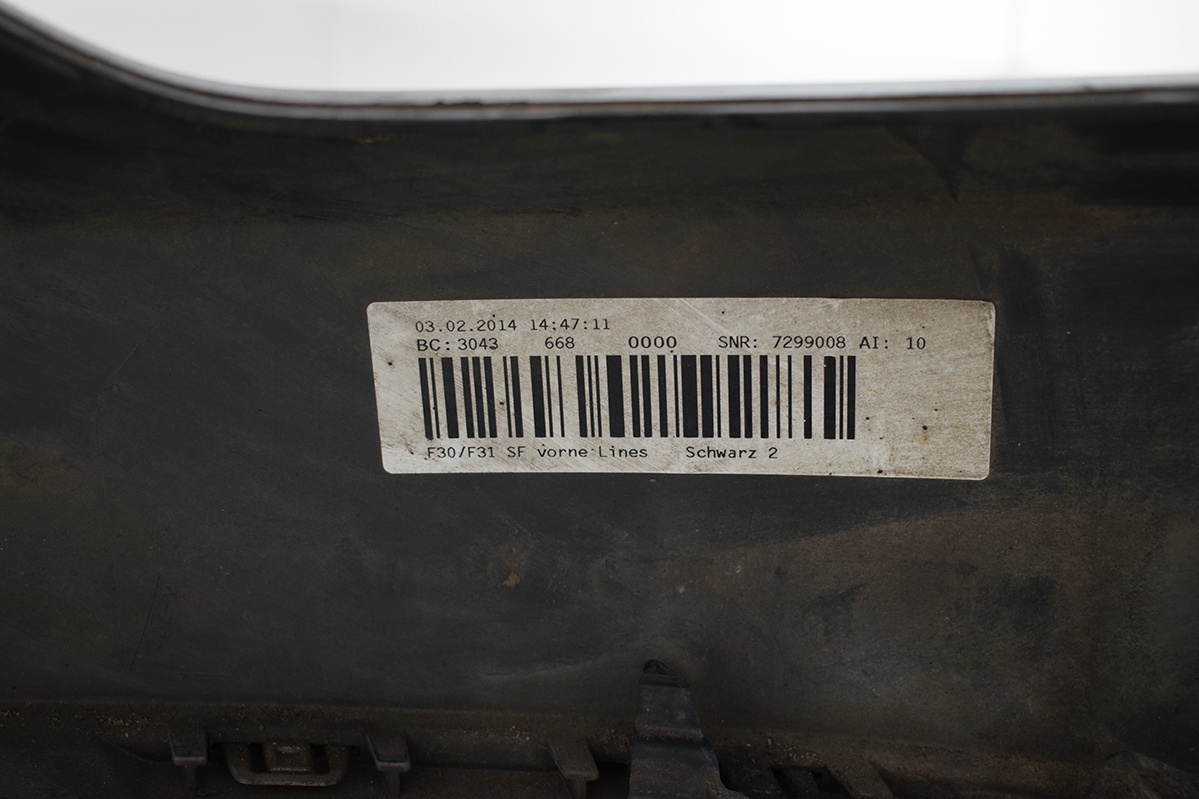 03.02.2014 14:47:11
BC: 3043 668 0000 SNR: 7299008 AI: 10
F30/F31 SF vorne Lines Schwarz 2